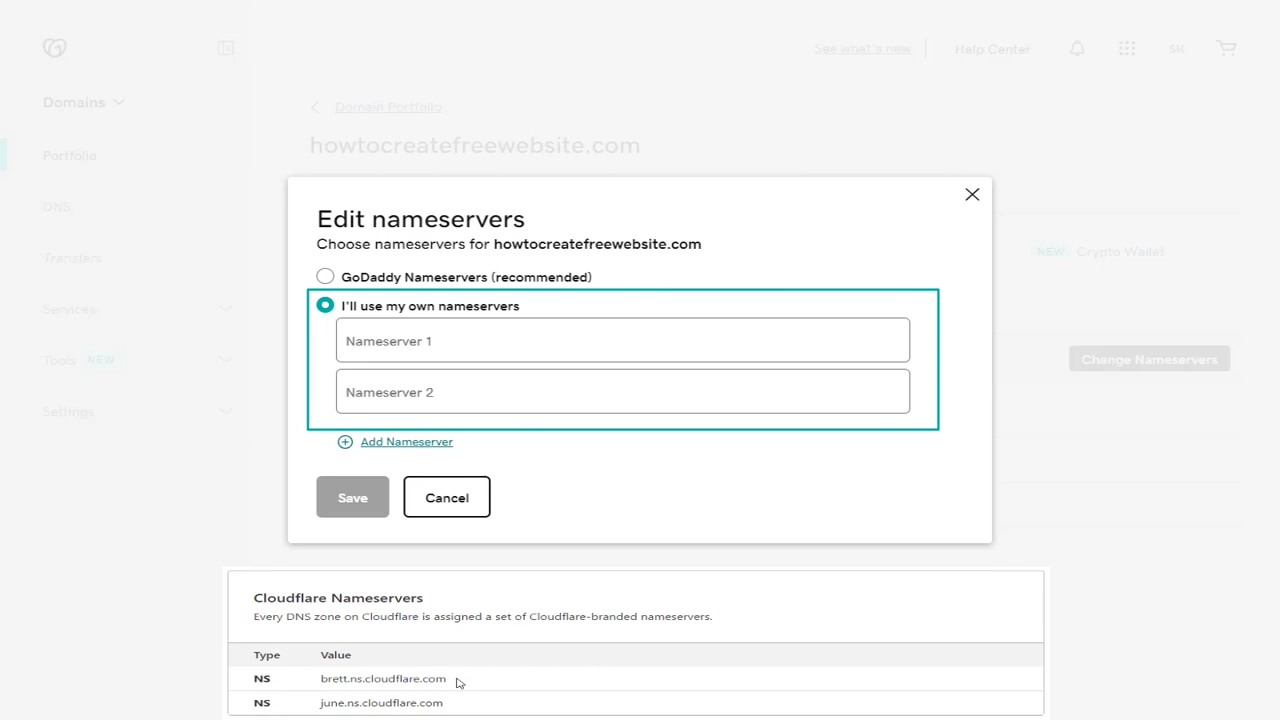 See what's new
Help Center
SK
Domains
Domain Portfolio
howtocreatefreewebsite.com
Portfolio
DNS
Transfers
Services
Tools NEW
Settings
NEW Crypto Wallet
Change Nameservers
Edit nameservers
Choose nameservers for howtocreatefreewebsite.com
GoDaddy Nameservers (recommended)
I'll use my own nameservers
Nameserver 1
Nameserver 2
Add Nameserver
Save Cancel
Cloudflare Nameservers
Every DNS zone on Cloudflare is assigned a set of Cloudflare-branded nameservers.
Type Value
NS brett.ns.cloudflare.com
NS june.ns.cloudflare.com